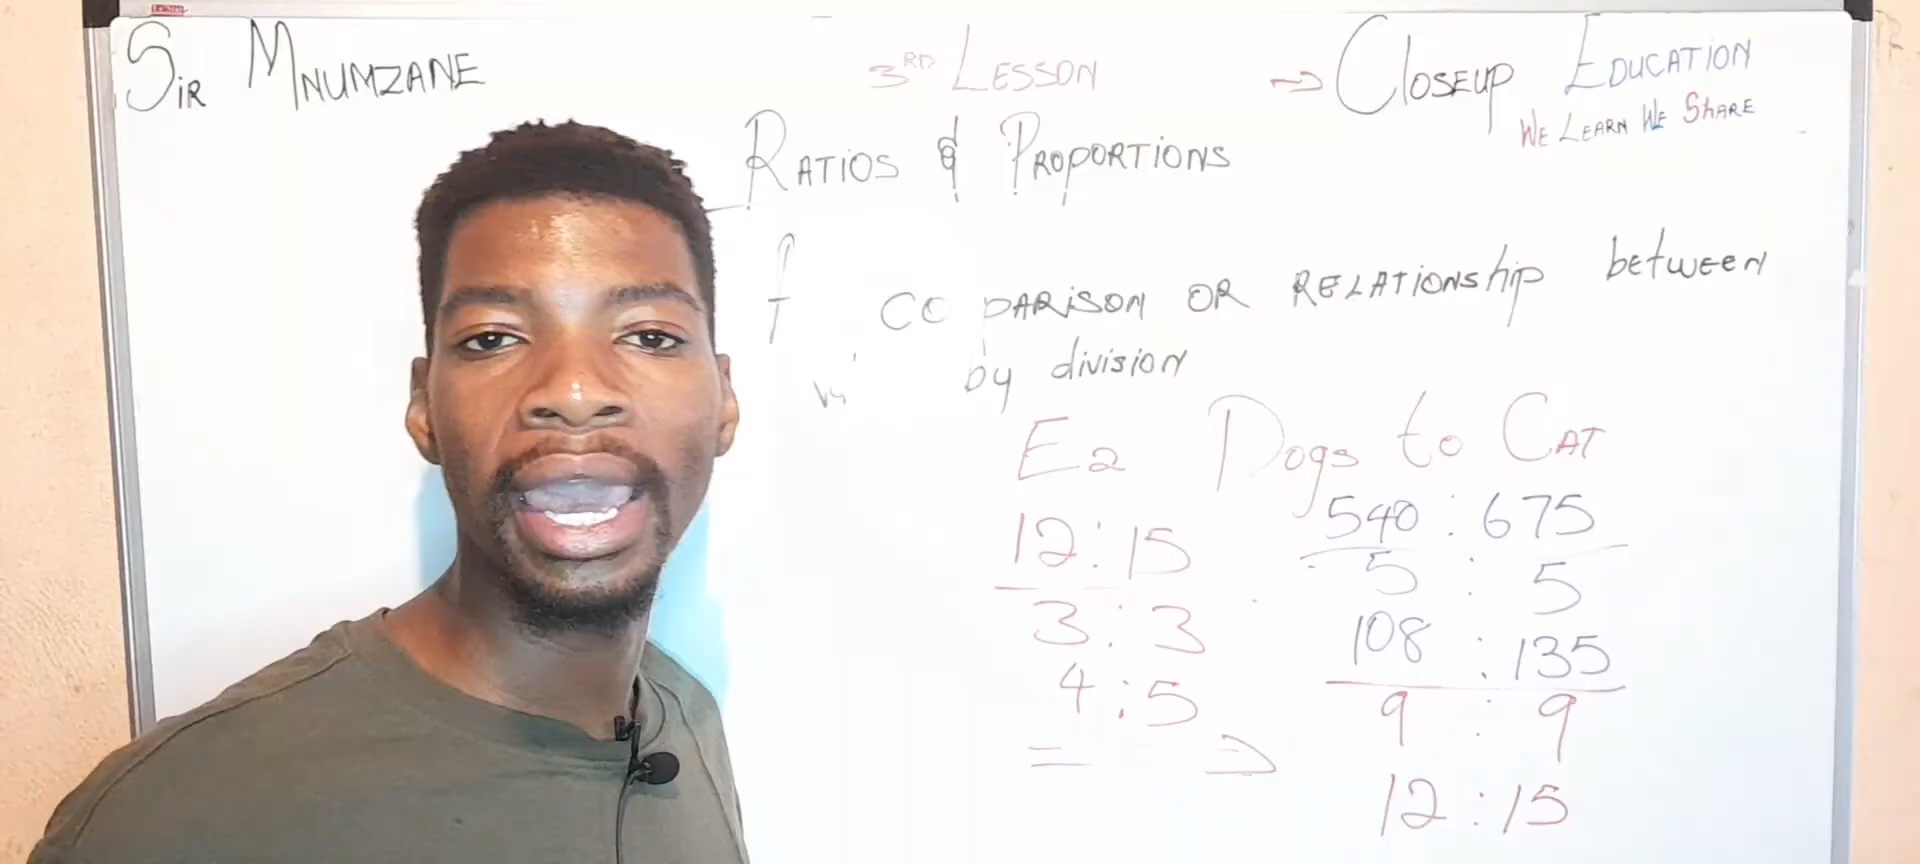 SiR MNUMZANE
3RD LESSON
⇒ CLOSEUP EDUCATION
WE LEARN WE ShARE
RATIOS & PROPORTIONS
PARiSON OR RELATIONShip bETWEEN
by division
E2 Dogs to CAT
540 : 675
5 : 5
108 : 135
9 : 9
12 : 15
12 : 15
3 : 3
4 : 5
= ⇒